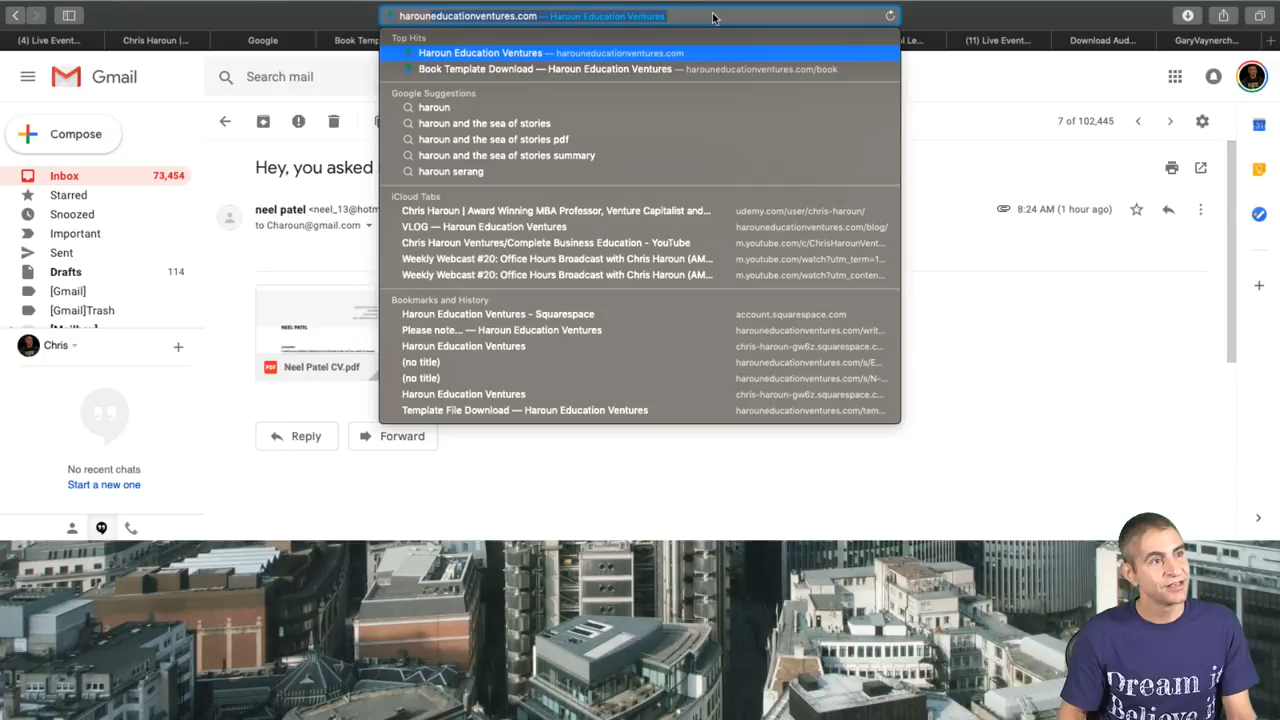 harouneducationventures.com — Haroun Education Ventures
(4) Live Event...
Chris Haroun |...
Google
Book Temp
(11) Live Event...
Download Aud...
GaryVaynerch...
Top Hits
Haroun Education Ventures — harouneducationventures.com
Book Template Download — Haroun Education Ventures — harouneducationventures.com/book
Google Suggestions
haroun
haroun and the sea of stories
haroun and the sea of stories pdf
haroun and the sea of stories summary
haroun serang
iCloud Tabs
Chris Haroun | Award Winning MBA Professor, Venture Capitalist and... udemy.com/user/chris-haroun/
VLOG — Haroun Education Ventures harouneducationventures.com/blog/
Chris Haroun Ventures/Complete Business Education - YouTube m.youtube.com/c/ChrisHarounVent...
Weekly Webcast #20: Office Hours Broadcast with Chris Haroun (AM... m.youtube.com/watch?utm_term=1...
Weekly Webcast #20: Office Hours Broadcast with Chris Haroun (AM... m.youtube.com/watch?utm_conten...
Bookmarks and History
Haroun Education Ventures - Squarespace account.squarespace.com
Please note... — Haroun Education Ventures harouneducationventures.com/writ...
Haroun Education Ventures chris-haroun-gw6z.squarespace.c...
(no title) harouneducationventures.com/s/E...
(no title) harouneducationventures.com/s/N-...
Haroun Education Ventures chris-haroun-gw6z.squarespace.c...
Template File Download — Haroun Education Ventures harouneducationventures.com/tem...
Gmail
Search mail
Compose
Inbox 73,454
Starred
Snoozed
Important
Sent
Drafts 114
[Gmail]
[Gmail]Trash
Chris
No recent chats
Start a new one
7 of 102,445
Hey, you asked
neel patel <neel_13@hotm
to Charoun@gmail.com
8:24 AM (1 hour ago)
NEEL PATEL
PDF Neel Patel CV.pdf
Reply
Forward
Dream it
Believe it